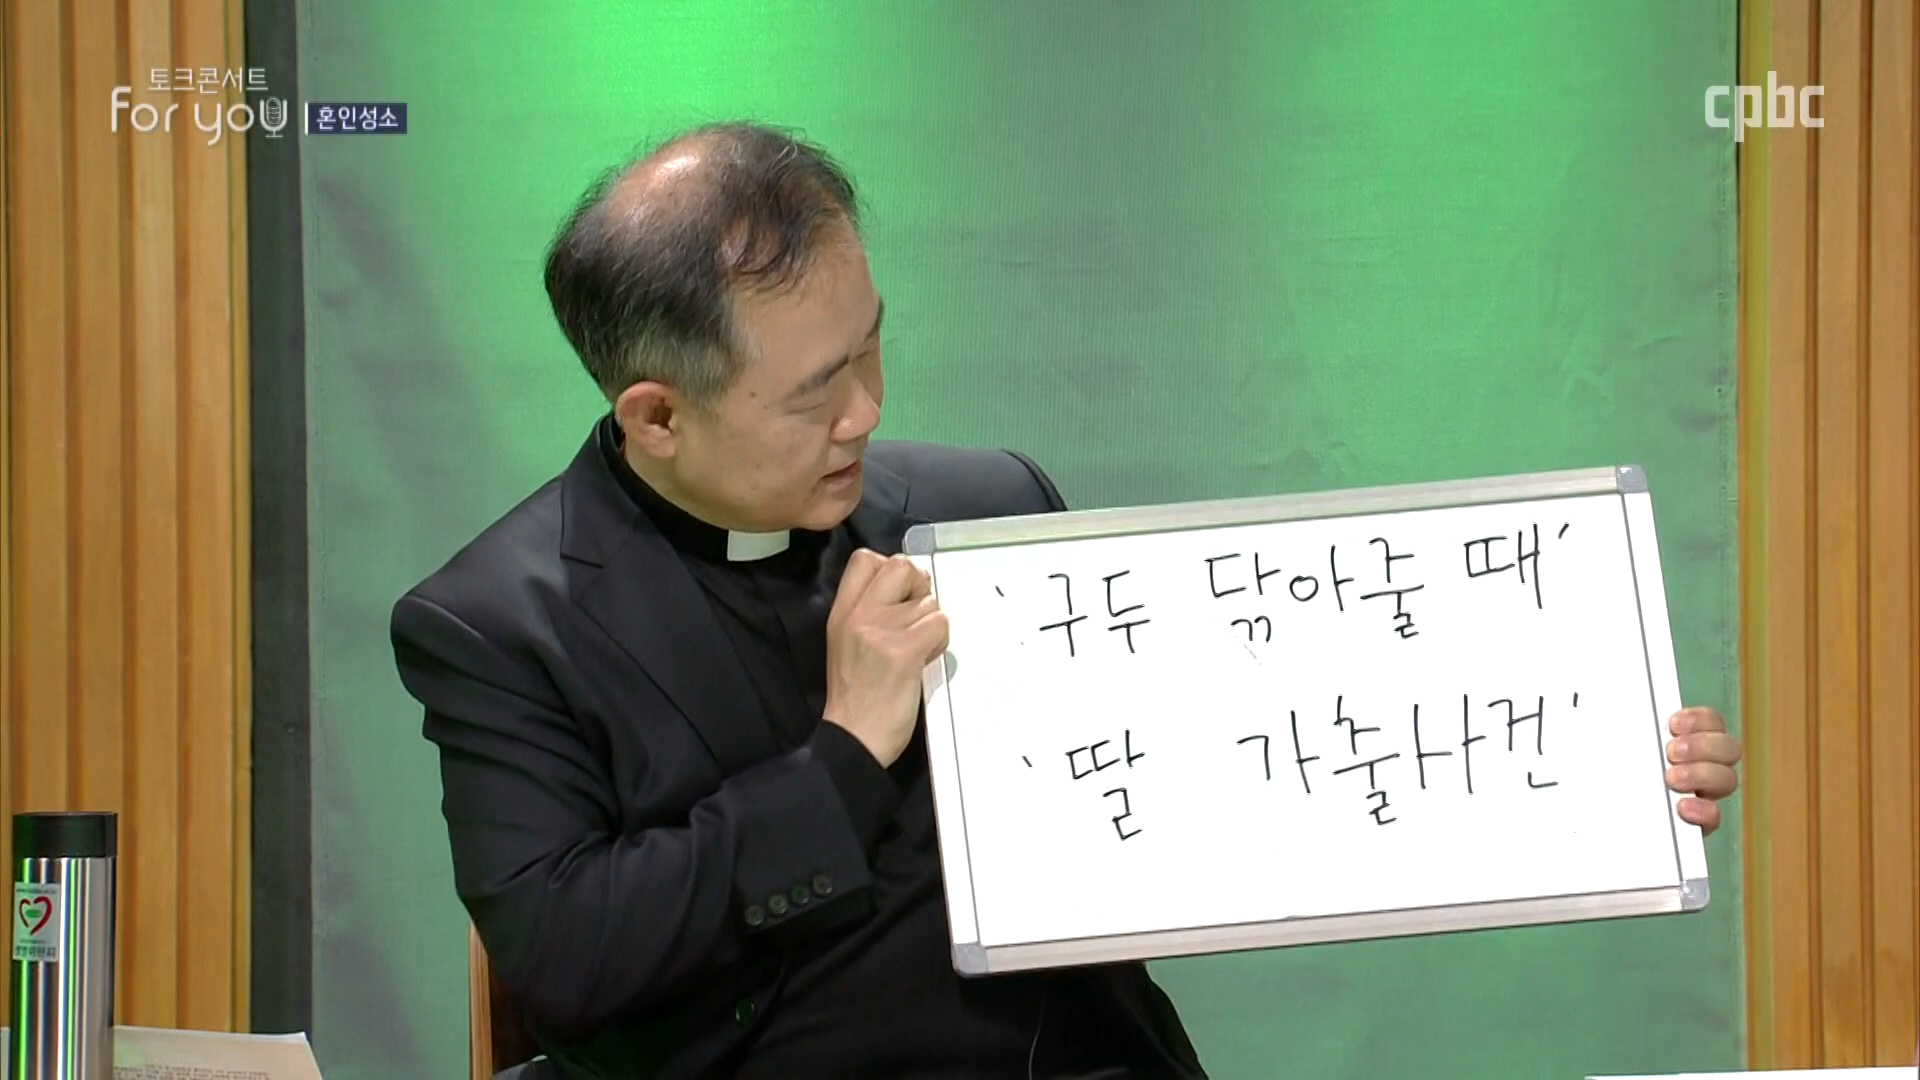 토크콘서트
for you 혼인성소
cpbc
'구두 닦아줄 때'
'딸 가출사건'